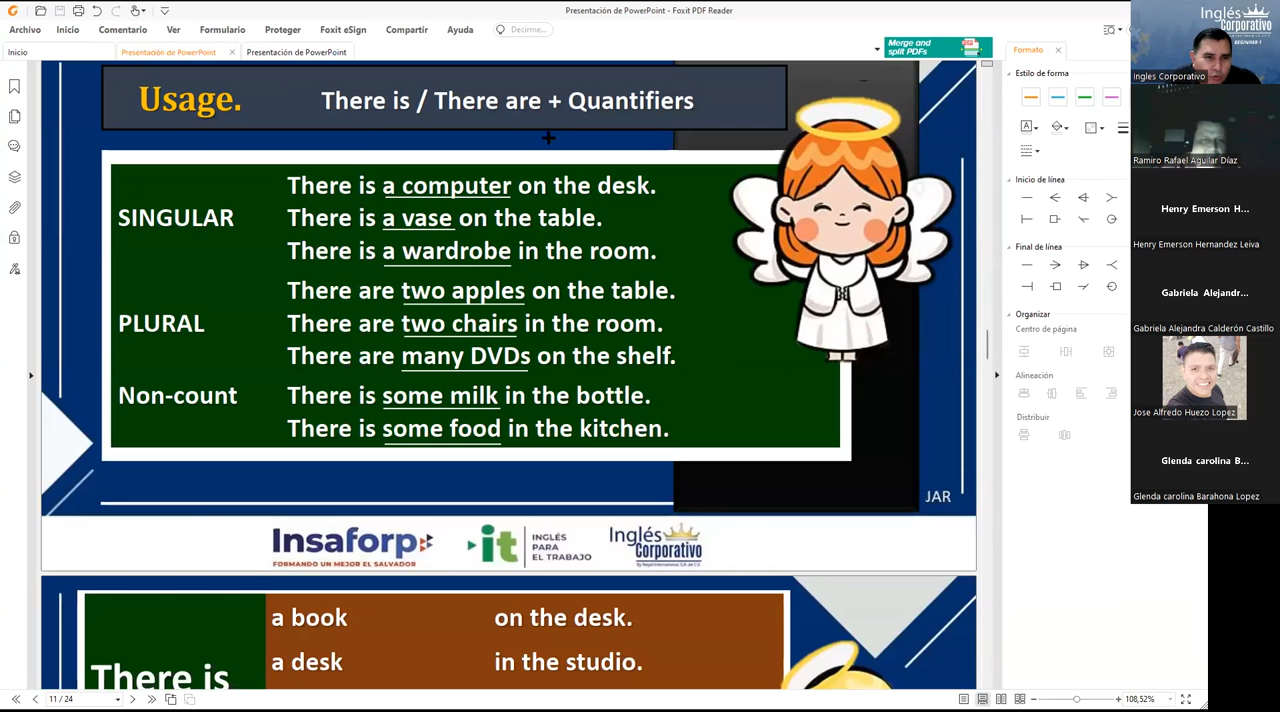 Presentación de PowerPoint - Foxit PDF Reader
Archivo Inicio Comentario Ver Formulario Proteger Foxit eSign Compartir Ayuda Decirme...
Inicio Presentación de PowerPoint Presentación de PowerPoint
Merge and
split PDFs
Usage. There is / There are + Quantifiers
There is a computer on the desk.
SINGULAR There is a vase on the table.
There is a wardrobe in the room.
There are two apples on the table.
PLURAL There are two chairs in the room.
There are many DVDs on the shelf.
Non-count There is some milk in the bottle.
There is some food in the kitchen.
JAR
Insaforp
FORMANDO UN MEJOR EL SALVADOR
it INGLÉS
PARA
EL TRABAJO
Inglés
Corporativo
a book on the desk.
a desk in the studio.
There is
11 / 24
108,52%
Formato
Estilo de forma
Inicio de línea
Final de línea
Organizar
Centro de página
Alineación
Distribuir
Inglés
Corporativo
BEGINNER 1
Ingles Corporativo
Ramiro Rafael Aguilar Díaz
Henry Emerson H...
Henry Emerson Hernandez Leiva
Gabriela Alejandr...
Gabriela Alejandra Calderón Castillo
Jose Alfredo Huezo Lopez
Glenda carolina B...
Glenda carolina Barahona Lopez